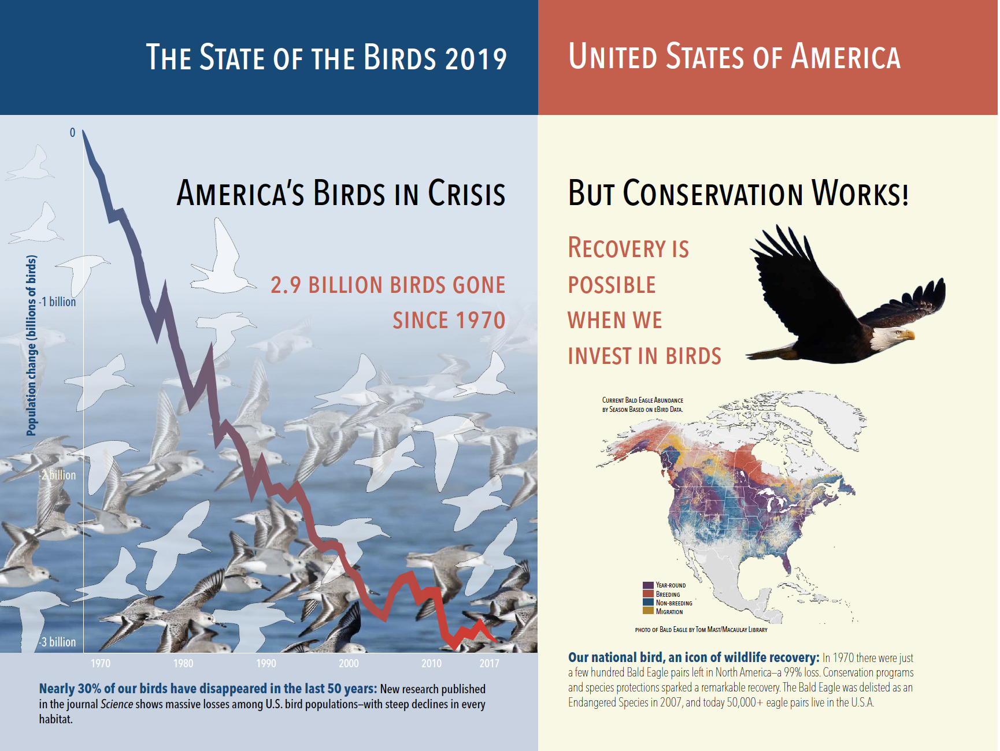 The State of the Birds 2019
United States of America
0
-1 billion
-2 billion
-3 billion
Population change (billions of birds)
America's Birds in Crisis
2.9 billion birds gone
since 1970
1970 1980 1990 2000 2010 2017
Nearly 30% of our birds have disappeared in the last 50 years: New research published
in the journal Science shows massive losses among U.S. bird populations–with steep declines in every
habitat.
But Conservation Works!
Recovery is
possible
when we
invest in birds
Current Bald Eagle Abundance
by Season Based on eBird Data.
Year-round
Breeding
Non-breeding
Migration
photo of Bald Eagle by Tom Mast/Macaulay Library
Our national bird, an icon of wildlife recovery: In 1970 there were just
a few hundred Bald Eagle pairs left in North America–a 99% loss. Conservation programs
and species protections sparked a remarkable recovery. The Bald Eagle was delisted as an
Endangered Species in 2007, and today 50,000+ eagle pairs live in the U.S.A.